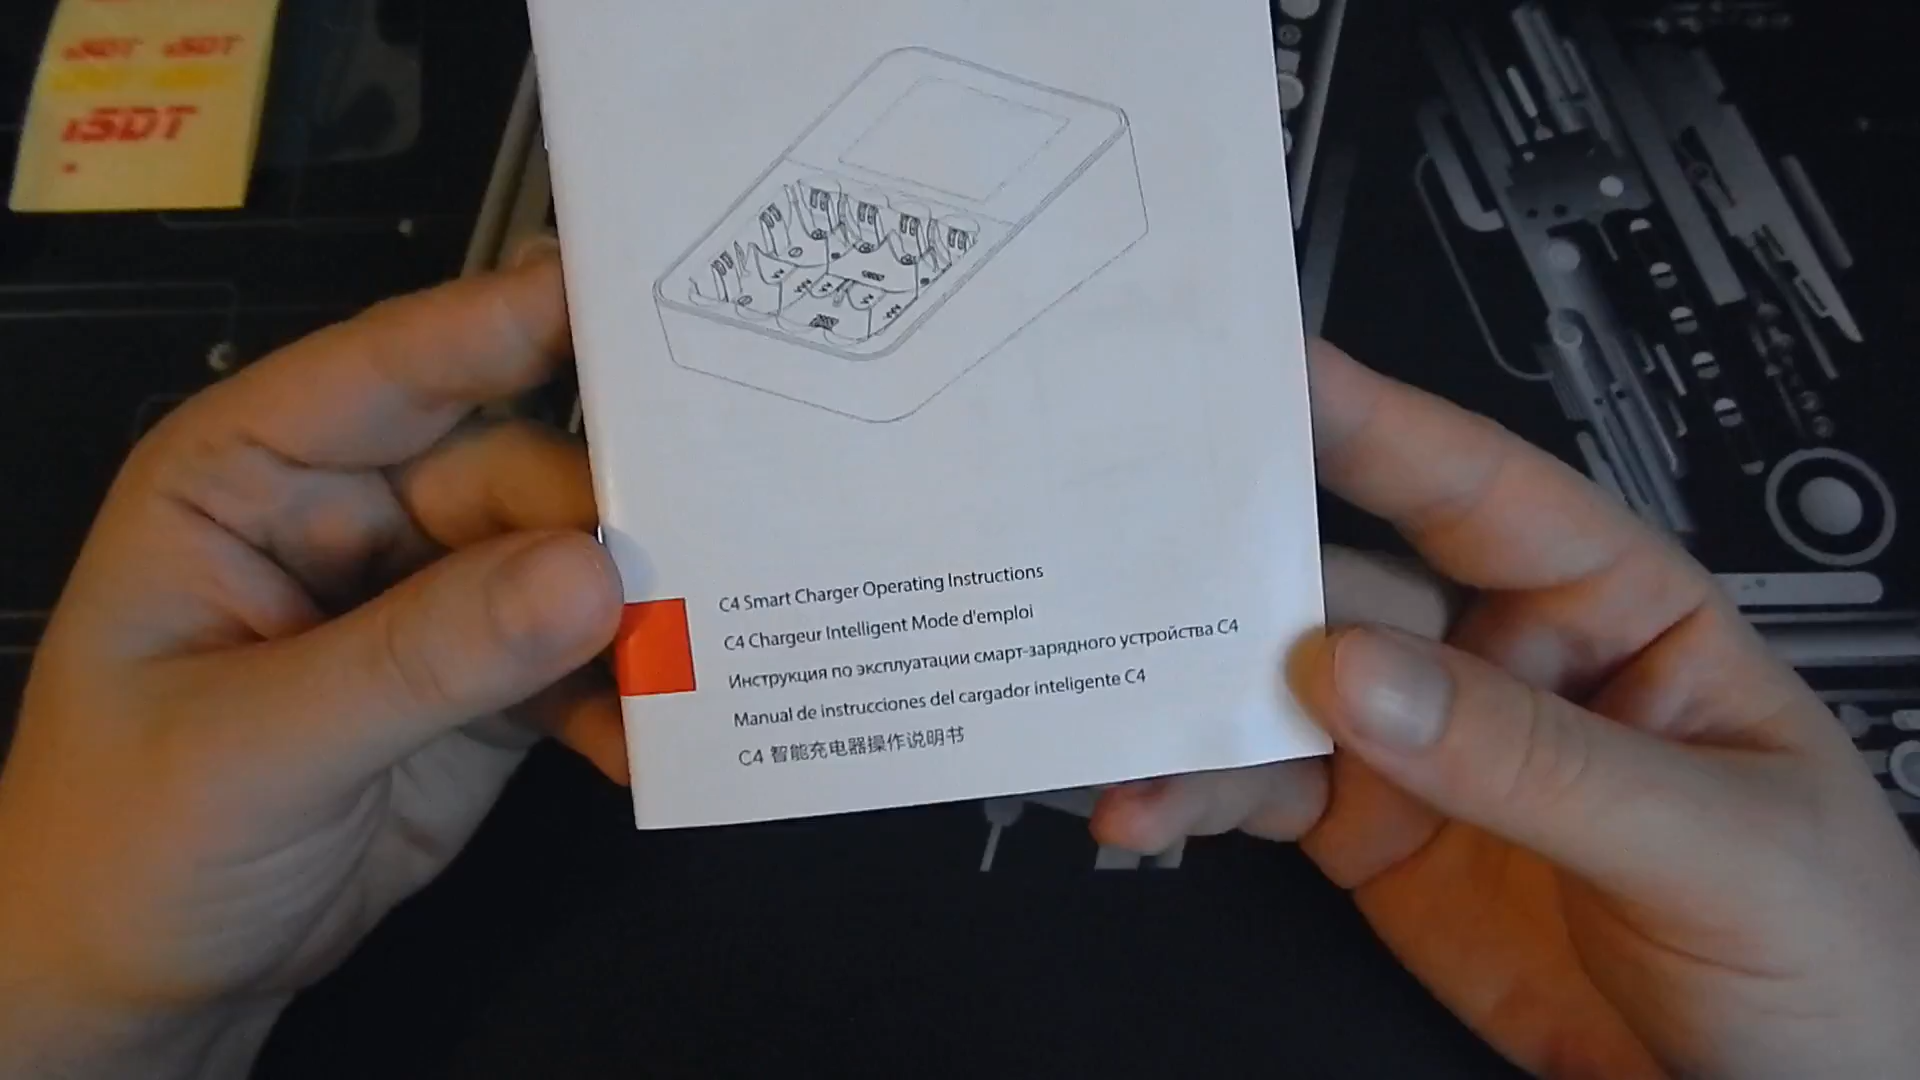 iSDT iSDT
iSDT
C4 Smart Charger Operating Instructions
C4 Chargeur Intelligent Mode d'emploi
Инструкция по эксплуатации смарт-зарядного устройства C4
Manual de instrucciones del cargador inteligente C4
C4 智能充电器操作说明书